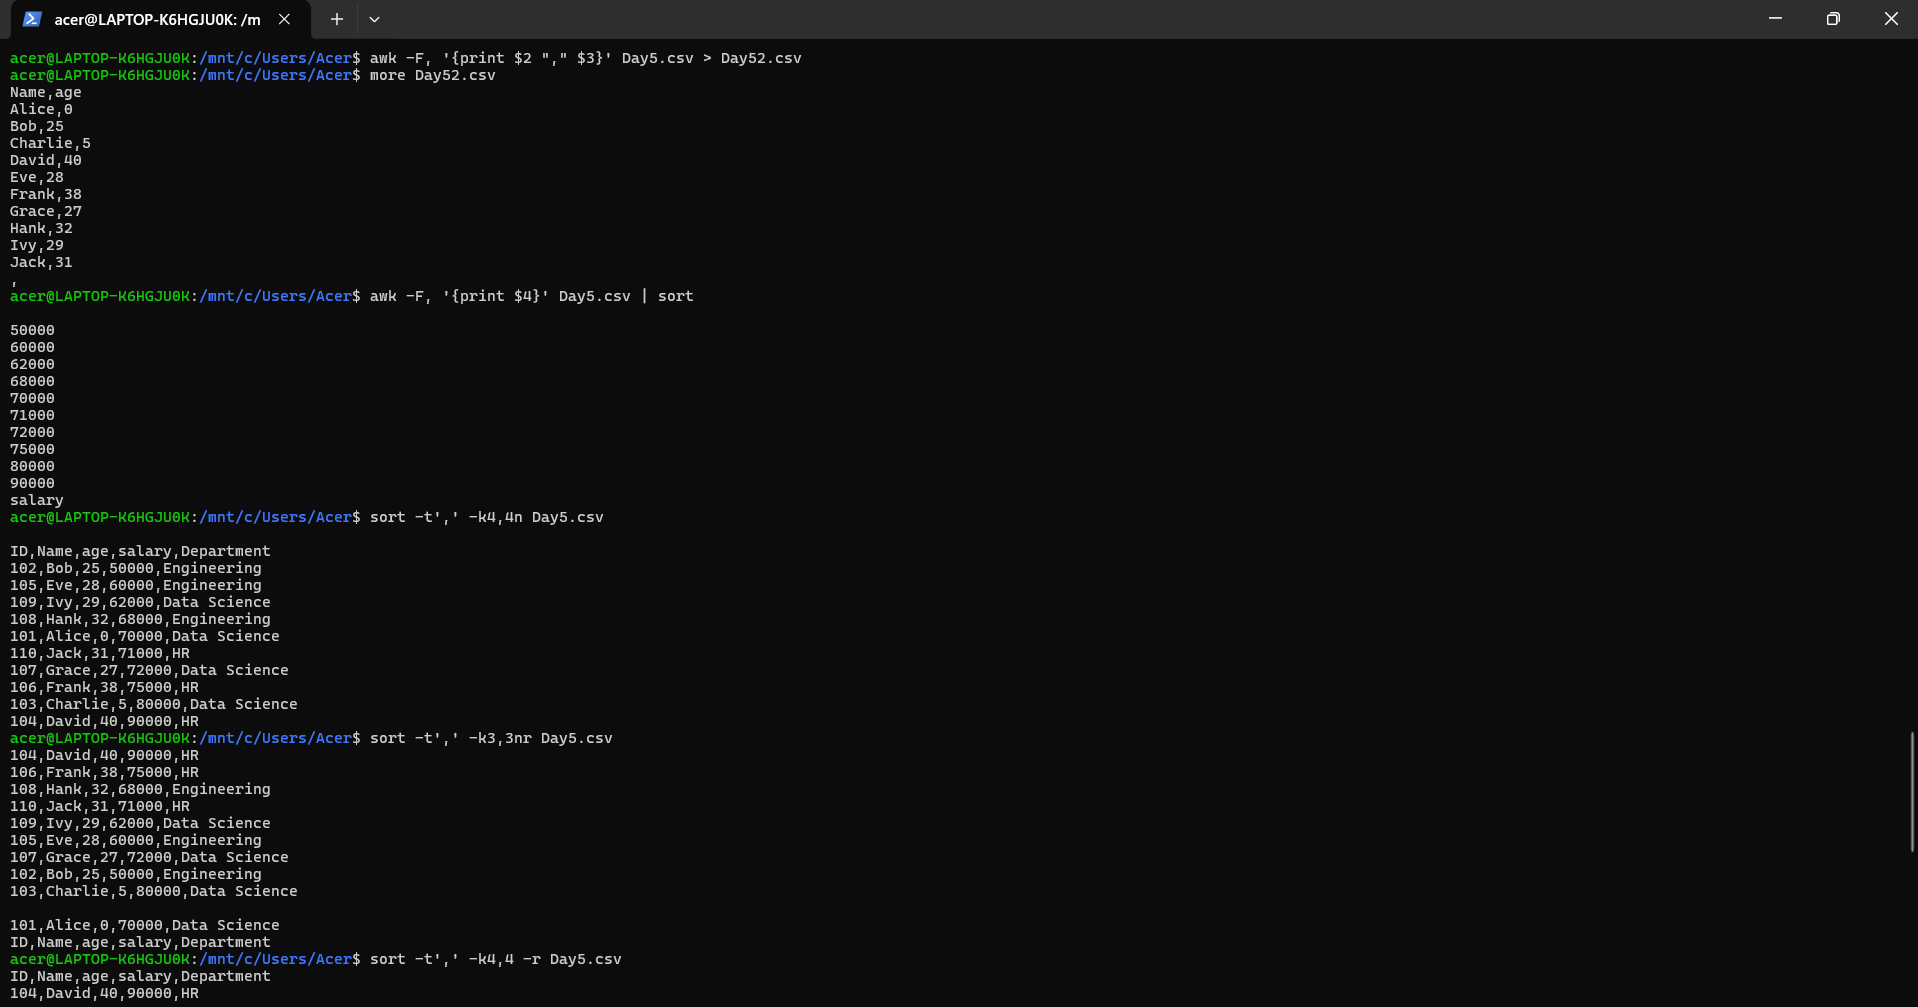 acer@LAPTOP-K6HGJU0K: /m
acer@LAPTOP-K6HGJU0K:/mnt/c/Users/Acer$ awk -F, '{print $2 "," $3}' Day5.csv > Day52.csv
acer@LAPTOP-K6HGJU0K:/mnt/c/Users/Acer$ more Day52.csv
Name,age
Alice,0
Bob,25
Charlie,5
David,40
Eve,28
Frank,38
Grace,27
Hank,32
Ivy,29
Jack,31
,
acer@LAPTOP-K6HGJU0K:/mnt/c/Users/Acer$ awk -F, '{print $4}' Day5.csv | sort
50000
60000
62000
68000
70000
71000
72000
75000
80000
90000
salary
acer@LAPTOP-K6HGJU0K:/mnt/c/Users/Acer$ sort -t',' -k4,4n Day5.csv
ID,Name,age,salary,Department
102,Bob,25,50000,Engineering
105,Eve,28,60000,Engineering
109,Ivy,29,62000,Data Science
108,Hank,32,68000,Engineering
101,Alice,0,70000,Data Science
110,Jack,31,71000,HR
107,Grace,27,72000,Data Science
106,Frank,38,75000,HR
103,Charlie,5,80000,Data Science
104,David,40,90000,HR
acer@LAPTOP-K6HGJU0K:/mnt/c/Users/Acer$ sort -t',' -k3,3nr Day5.csv
104,David,40,90000,HR
106,Frank,38,75000,HR
108,Hank,32,68000,Engineering
110,Jack,31,71000,HR
109,Ivy,29,62000,Data Science
105,Eve,28,60000,Engineering
107,Grace,27,72000,Data Science
102,Bob,25,50000,Engineering
103,Charlie,5,80000,Data Science
101,Alice,0,70000,Data Science
ID,Name,age,salary,Department
acer@LAPTOP-K6HGJU0K:/mnt/c/Users/Acer$ sort -t',' -k4,4 -r Day5.csv
ID,Name,age,salary,Department
104,David,40,90000,HR